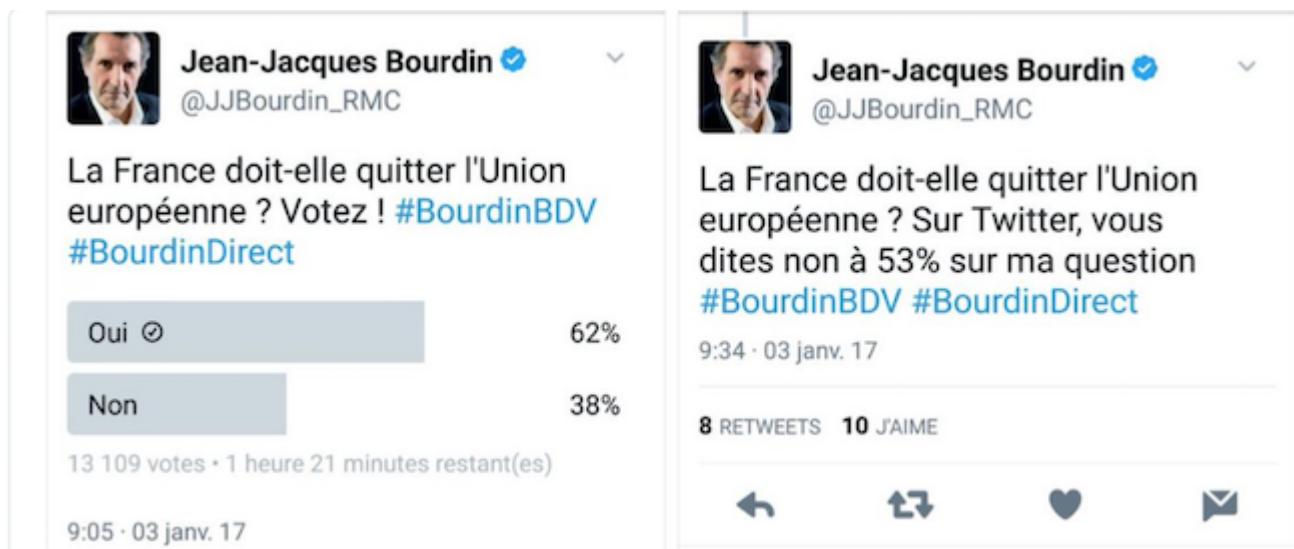 Jean-Jacques Bourdin
@JJBourdin_RMC
La France doit-elle quitter l'Union
européenne ? Votez ! #BourdinBDV
#BourdinDirect
Oui 62%
Non 38%
13 109 votes • 1 heure 21 minutes restant(es)
9:05 · 03 janv. 17
Jean-Jacques Bourdin
@JJBourdin_RMC
La France doit-elle quitter l'Union
européenne ? Sur Twitter, vous
dites non à 53% sur ma question
#BourdinBDV #BourdinDirect
9:34 · 03 janv. 17
8 RETWEETS 10 J'AIME